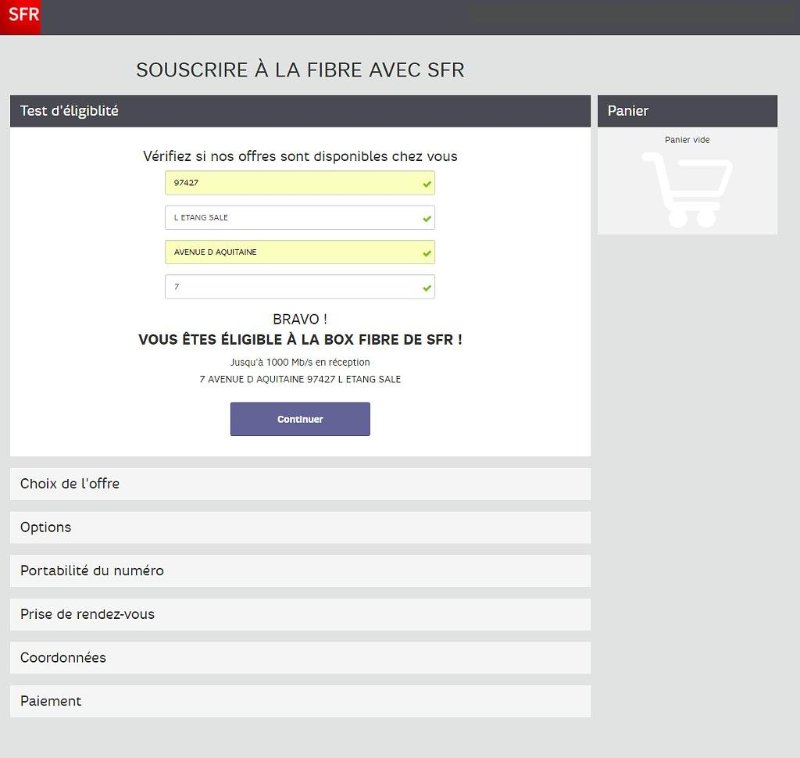 SFR
SOUSCRIRE À LA FIBRE AVEC SFR
Test d'éligiblité
Panier
Panier vide
Vérifiez si nos offres sont disponibles chez vous
97427
L ETANG SALE
AVENUE D AQUITAINE
7
BRAVO !
VOUS ÊTES ÉLIGIBLE À LA BOX FIBRE DE SFR !
Jusqu'à 1000 Mb/s en réception
7 AVENUE D AQUITAINE 97427 L ETANG SALE
Continuer
Choix de l'offre
Options
Portabilité du numéro
Prise de rendez-vous
Coordonnées
Paiement